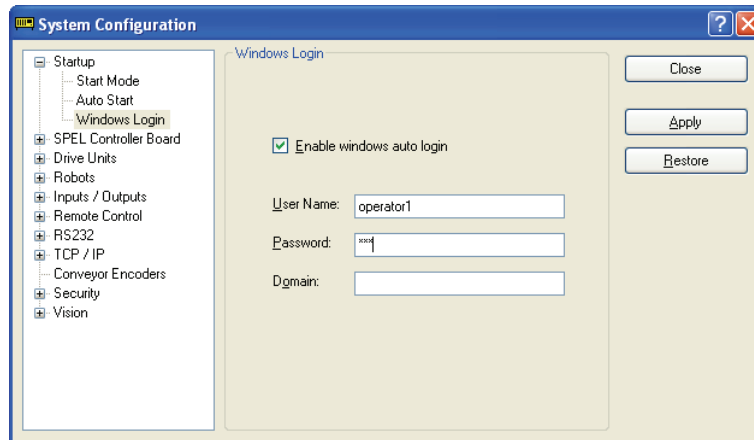 System Configuration
Startup
Start Mode
Auto Start
Windows Login
SPEL Controller Board
Drive Units
Robots
Inputs / Outputs
Remote Control
RS232
TCP / IP
Conveyor Encoders
Security
Vision
Windows Login
Enable windows auto login
User Name: operator1
Password: ***
Domain:
Close
Apply
Restore